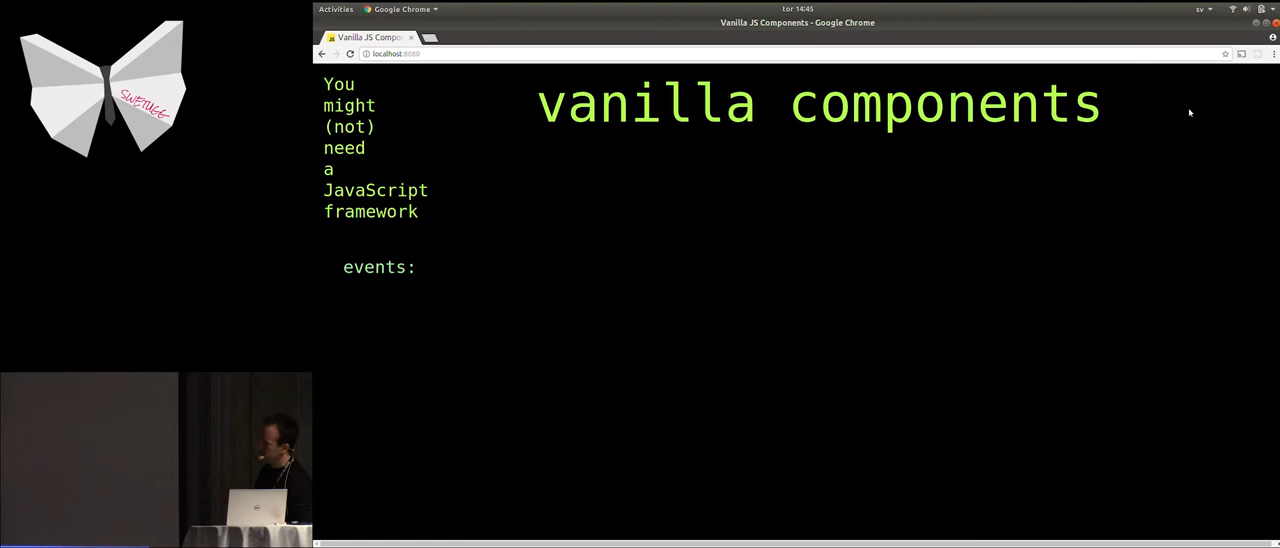 SWETUGG
Activities
Google Chrome
tor 14:45
sv
Vanilla JS Components - Google Chrome
Vanilla JS Compo
localhost:8080
You
might
(not)
need
a
JavaScript
framework
vanilla components
events: